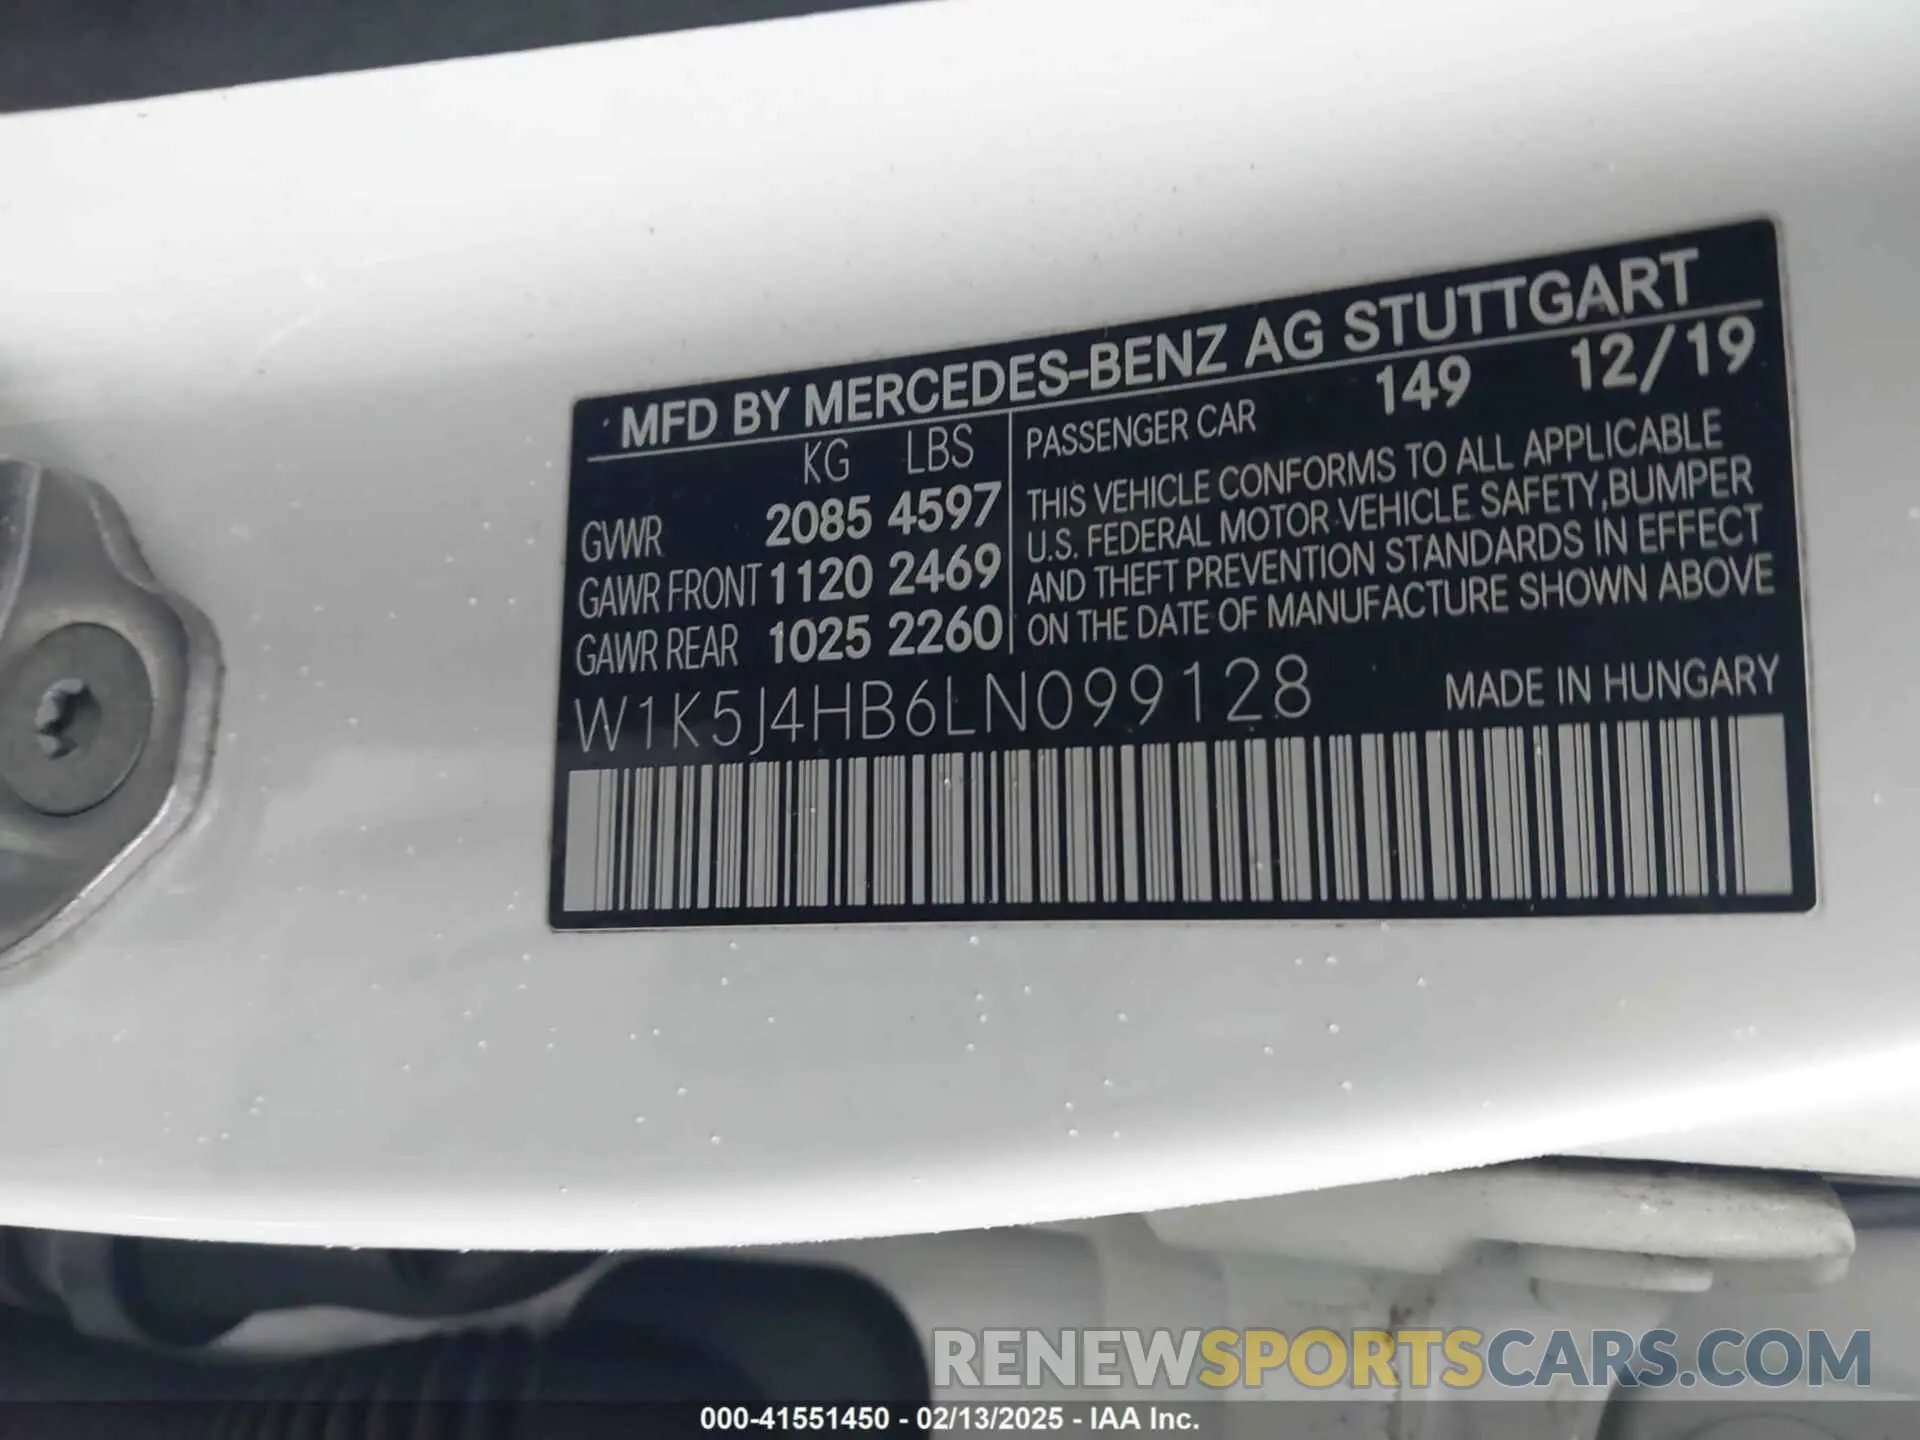 MFD BY MERCEDES-BENZ AG STUTTGART
KG LBS
GVWR 2085 4597
GAWR FRONT 1120 2469
GAWR REAR 1025 2260
PASSENGER CAR 149 12/19
THIS VEHICLE CONFORMS TO ALL APPLICABLE
U.S. FEDERAL MOTOR VEHICLE SAFETY,BUMPER
AND THEFT PREVENTION STANDARDS IN EFFECT
ON THE DATE OF MANUFACTURE SHOWN ABOVE
W1K5J4HB6LN099128 MADE IN HUNGARY
RENEWSPORTSCARS.COM
000-41551450 - 02/13/2025 - IAA Inc.